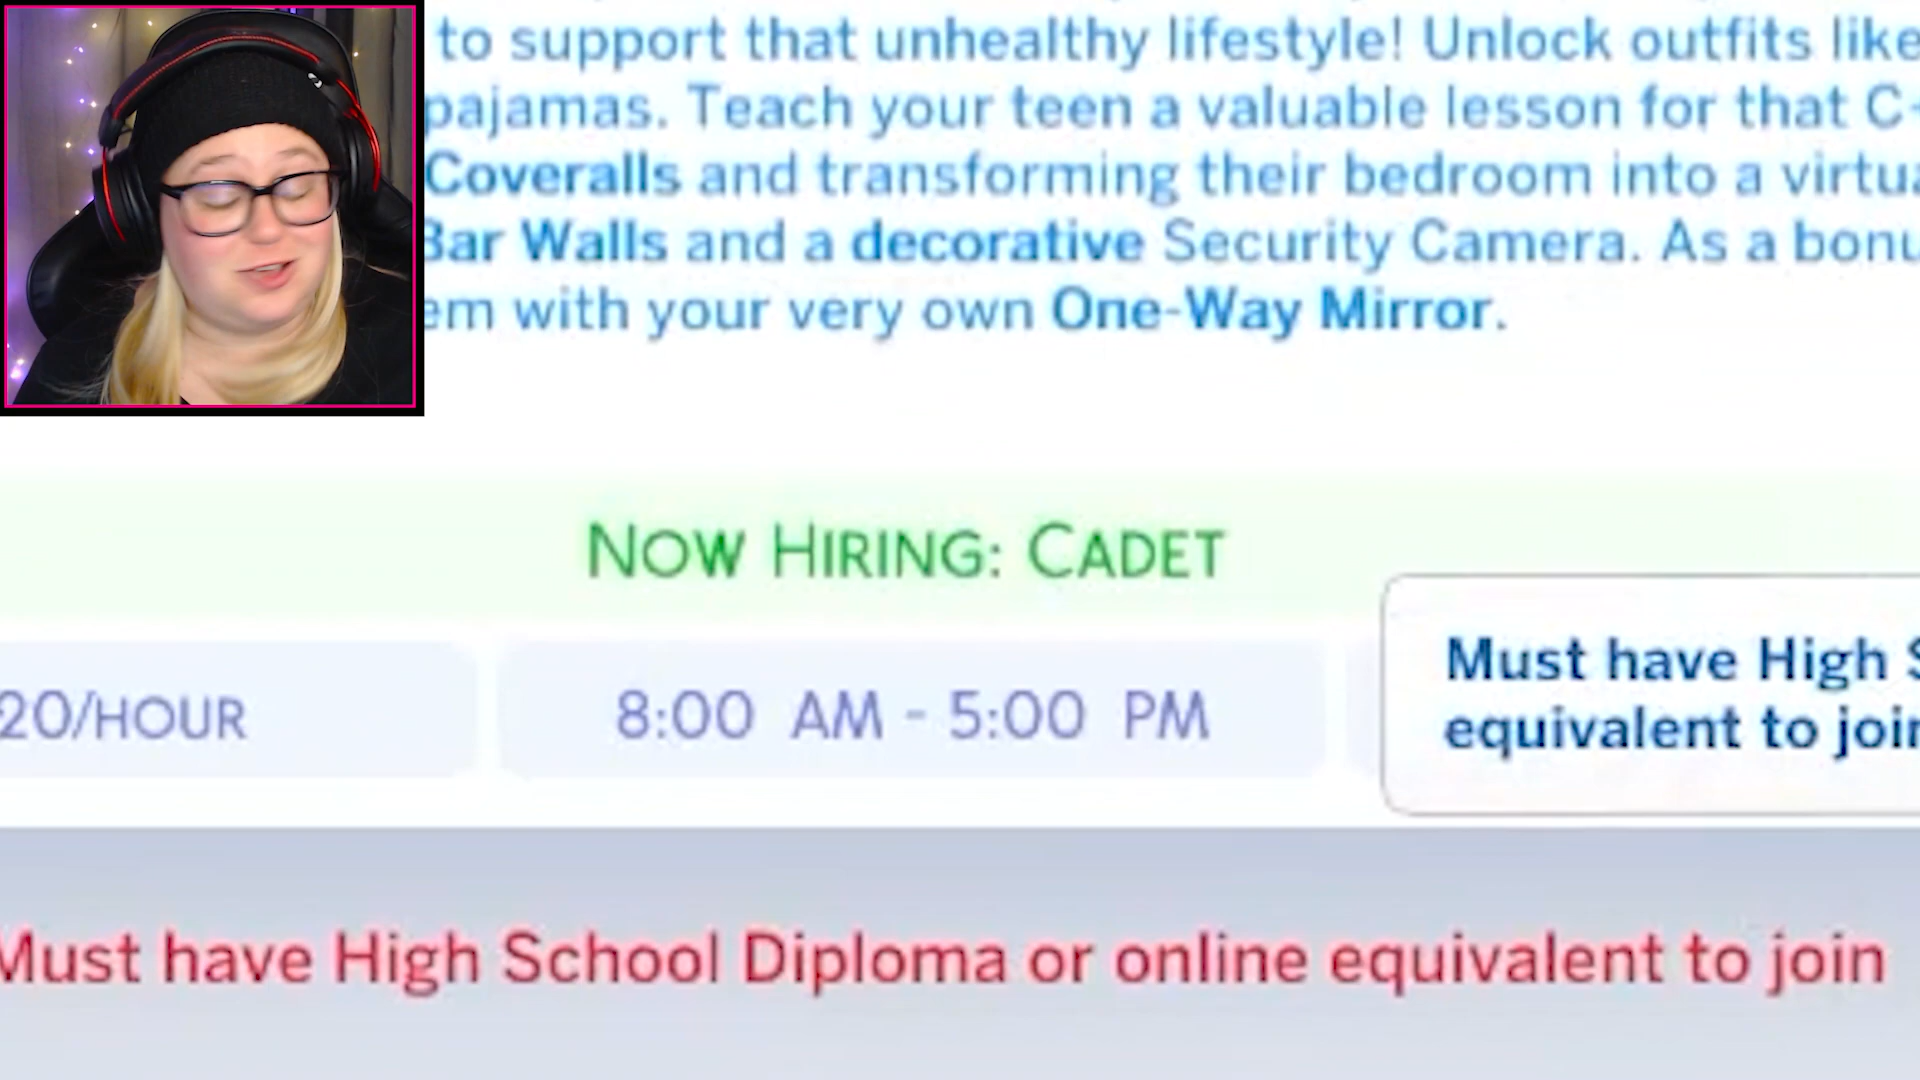 to support that unhealthy lifestyle! Unlock outfits like
pajamas. Teach your teen a valuable lesson for that C-
Coveralls and transforming their bedroom into a virtua
Bar Walls and a decorative Security Camera. As a bonu
em with your very own One-Way Mirror.
NOW HIRING: CADET
20/HOUR
8:00 AM - 5:00 PM
Must have High S
equivalent to join
Must have High School Diploma or online equivalent to join